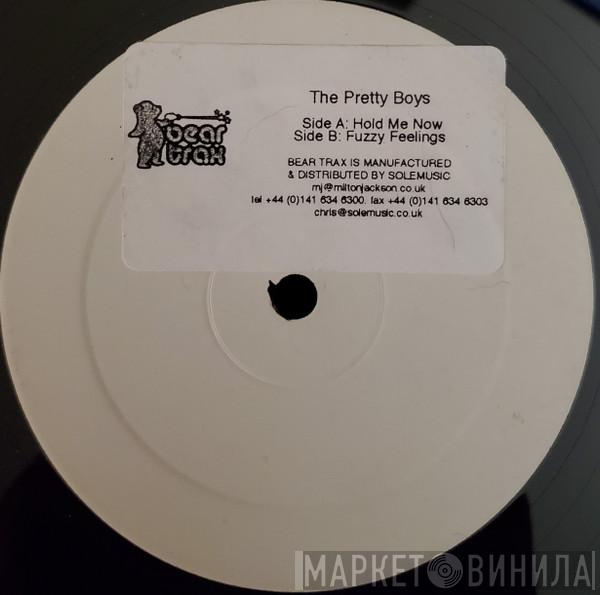 bear
trax
The Pretty Boys
Side A: Hold Me Now
Side B: Fuzzy Feelings
BEAR TRAX IS MANUFACTURED
& DISTRIBUTED BY SOLEMUSIC
mj@miltonjackson.co.uk
tel +44 (0)141 634 6300. fax +44 (0)141 634 6303
chris@solemusic.co.uk
МАРКЕТ ВИНИЛА